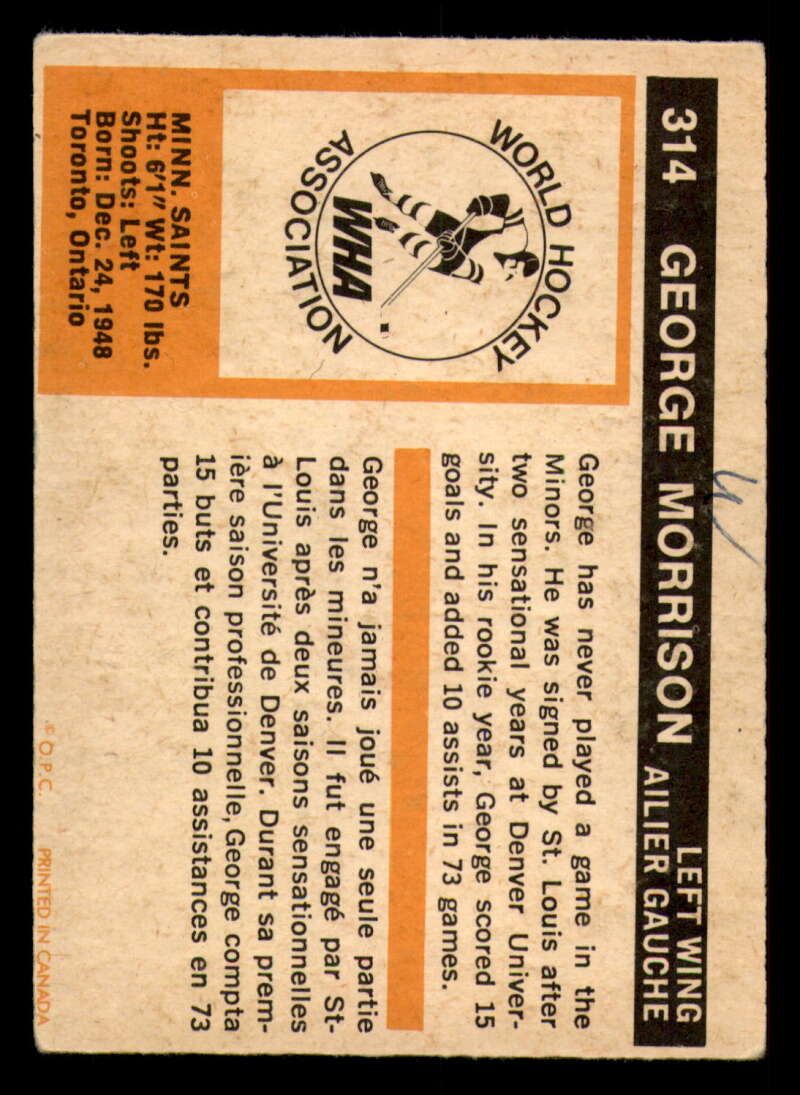 314 GEORGE MORRISON LEFT WING
AILIER GAUCHE
WORLD HOCKEY
WHA
ASSOCIATION
MINN. SAINTS
Ht: 6'1" Wt: 170 lbs.
Shoots: Left
Born: Dec. 24, 1948
Toronto, Ontario
George has never played a game in the
Minors. He was signed by St. Louis after
two sensational years at Denver Univer-
sity. In his rookie year, George scored 15
goals and added 10 assists in 73 games.
George n'a jamais joué une seule partie
dans les mineures. Il fut engagé par St-
Louis après deux saisons sensationnelles
à l'Université de Denver. Durant sa prem-
ière saison professionnelle, George compta
15 buts et contribua 10 assistances en 73
parties.
© O.P.C. PRINTED IN CANADA